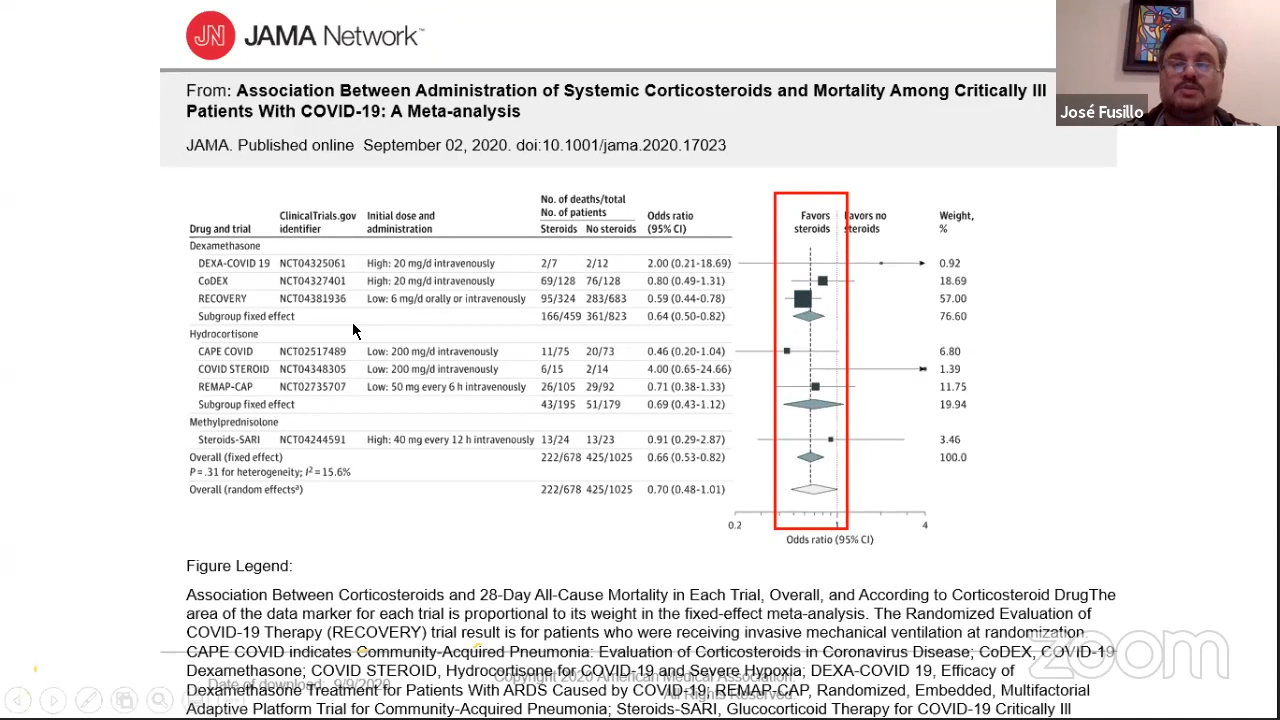 JN JAMA Network™
From: Association Between Administration of Systemic Corticosteroids and Mortality Among Critically Ill
Patients With COVID-19: A Meta-analysis
José Fusillo
JAMA. Published online September 02, 2020. doi:10.1001/jama.2020.17023
No. of deaths/total
No. of patients
Drug and trial ClinicalTrials.gov identifier Initial dose and administration Steroids No steroids Odds ratio (95% CI) Favors steroids Favors no steroids Weight, %
Dexamethasone
DEXA-COVID 19 NCT04325061 High: 20 mg/d intravenously 2/7 2/12 2.00 (0.21-18.69) 0.92
CoDEX NCT04327401 High: 20 mg/d intravenously 69/128 76/128 0.80 (0.49-1.31) 18.69
RECOVERY NCT04381936 Low: 6 mg/d orally or intravenously 95/324 283/683 0.59 (0.44-0.78) 57.00
Subgroup fixed effect 166/459 361/823 0.64 (0.50-0.82) 76.60
Hydrocortisone
CAPE COVID NCT02517489 Low: 200 mg/d intravenously 11/75 20/73 0.46 (0.20-1.04) 6.80
COVID STEROID NCT04348305 Low: 200 mg/d intravenously 6/15 2/14 4.00 (0.65-24.66) 1.39
REMAP-CAP NCT02735707 Low: 50 mg every 6 h intravenously 26/105 29/92 0.71 (0.38-1.33) 11.75
Subgroup fixed effect 43/195 51/179 0.69 (0.43-1.12) 19.94
Methylprednisolone
Steroids-SARI NCT04244591 High: 40 mg every 12 h intravenously 13/24 13/23 0.91 (0.29-2.87) 3.46
Overall (fixed effect) 222/678 425/1025 0.66 (0.53-0.82) 100.0
P = .31 for heterogeneity; I² = 15.6%
Overall (random effectsᵃ) 222/678 425/1025 0.70 (0.48-1.01)
0.2 1 4
Odds ratio (95% CI)
Figure Legend:
Association Between Corticosteroids and 28-Day All-Cause Mortality in Each Trial, Overall, and According to Corticosteroid DrugThe
area of the data marker for each trial is proportional to its weight in the fixed-effect meta-analysis. The Randomized Evaluation of
COVID-19 Therapy (RECOVERY) trial result is for patients who were receiving invasive mechanical ventilation at randomization.
CAPE COVID indicates Community-Acquired Pneumonia: Evaluation of Corticosteroids in Coronavirus Disease; CoDEX, COVID-19
Dexamethasone; COVID STEROID, Hydrocortisone for COVID-19 and Severe Hypoxia; DEXA-COVID 19, Efficacy of
Dexamethasone Treatment for Patients With ARDS Caused by COVID-19; REMAP-CAP, Randomized, Embedded, Multifactorial
Adaptive Platform Trial for Community-Acquired Pneumonia; Steroids-SARI, Glucocorticoid Therapy for COVID-19 Critically Ill
Date of download: 9/9/2020
Copyright 2020 American Medical Association.
All Rights Reserved.
zoom